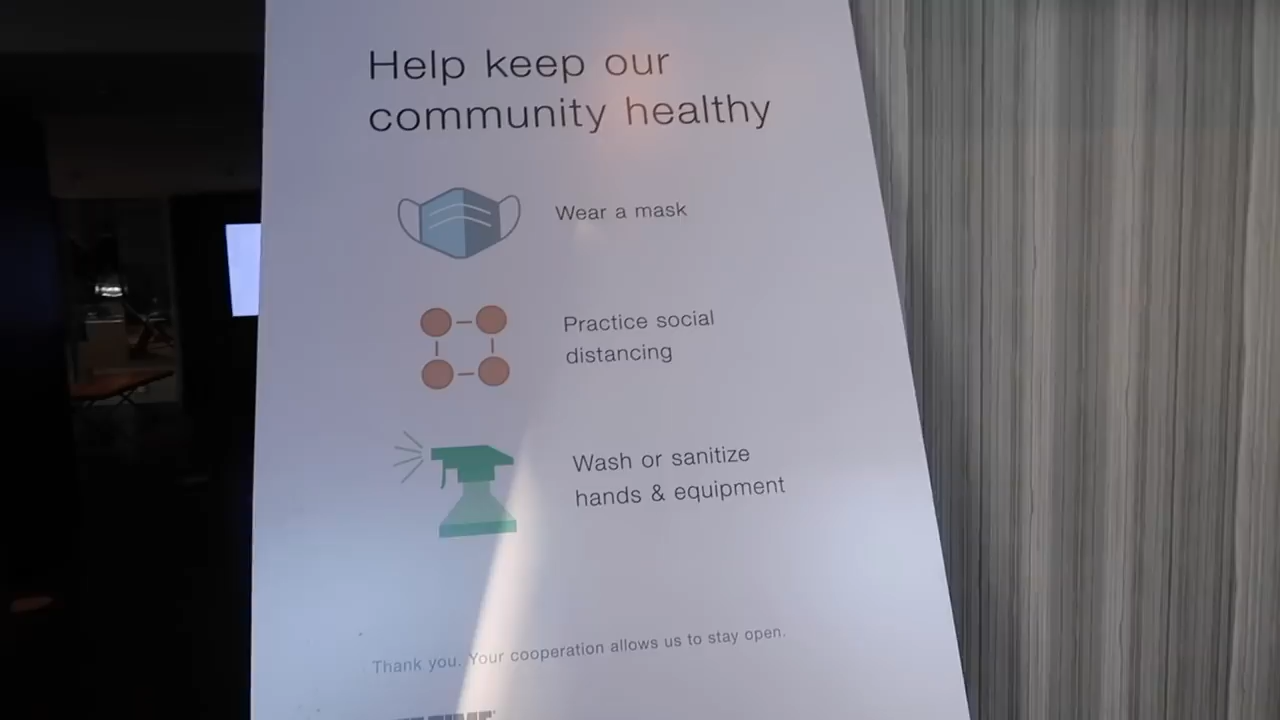 Help keep our
community healthy
Wear a mask
Practice social
distancing
Wash or sanitize
hands & equipment
Thank you. Your cooperation allows us to stay open.